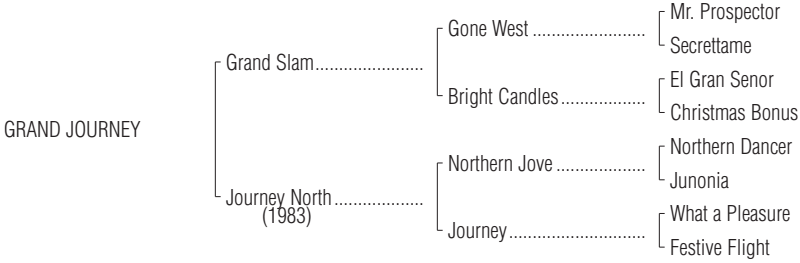 Mr. Prospector
Gone West ..............................
Secrettame
Grand Slam............................
Bright Candles......................
El Gran Senor
Christmas Bonus
GRAND JOURNEY
Northern Dancer
Northern Jove .......................
Junonia
Journey North.......................
(1983)
What a Pleasure
Journey...................................
Festive Flight